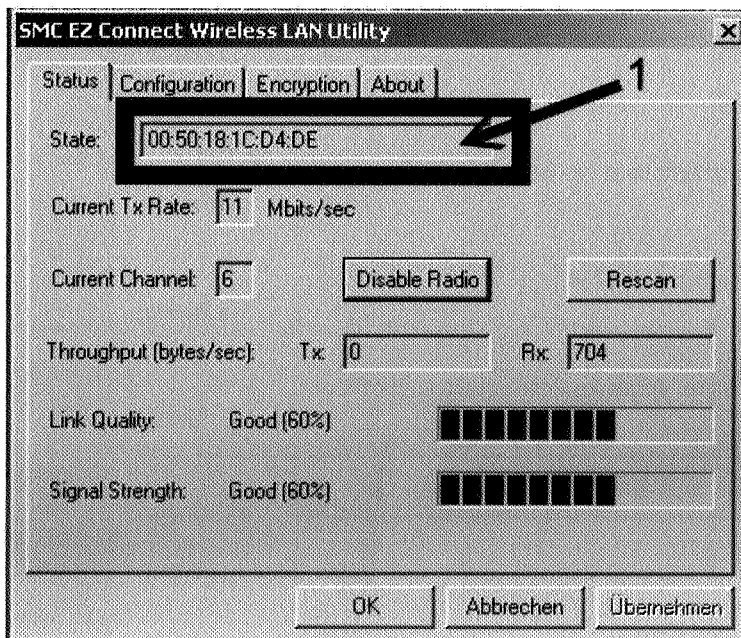 SMC EZ Connect Wireless LAN Utility
Status Configuration Encryption About 1
State: 00:50:18:1C:D4:DE
Current Tx Rate: 11 Mbits/sec
Current Channel: 6 Disable Radio Rescan
Throughput (bytes/sec): Tx: 0 Rx: 704
Link Quality: Good (60%)
Signal Strength: Good (60%)
OK Abbrechen Übernehmen